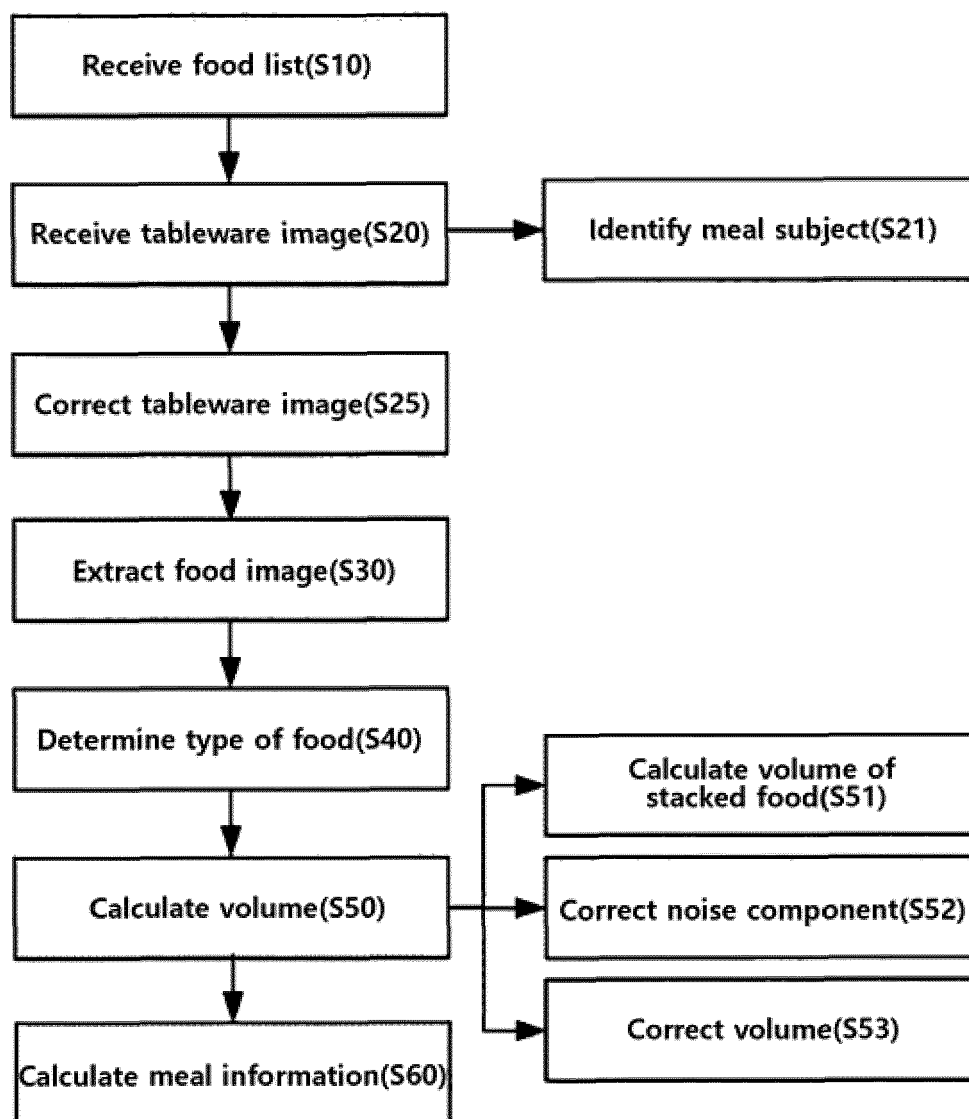 Receive food list(S10)
Receive tableware image(S20)
Identify meal subject(S21)
Correct tableware image(S25)
Extract food image(S30)
Determine type of food(S40)
Calculate volume of
stacked food(S51)
Calculate volume(S50)
Correct noise component(S52)
Correct volume(S53)
Calculate meal information(S60)